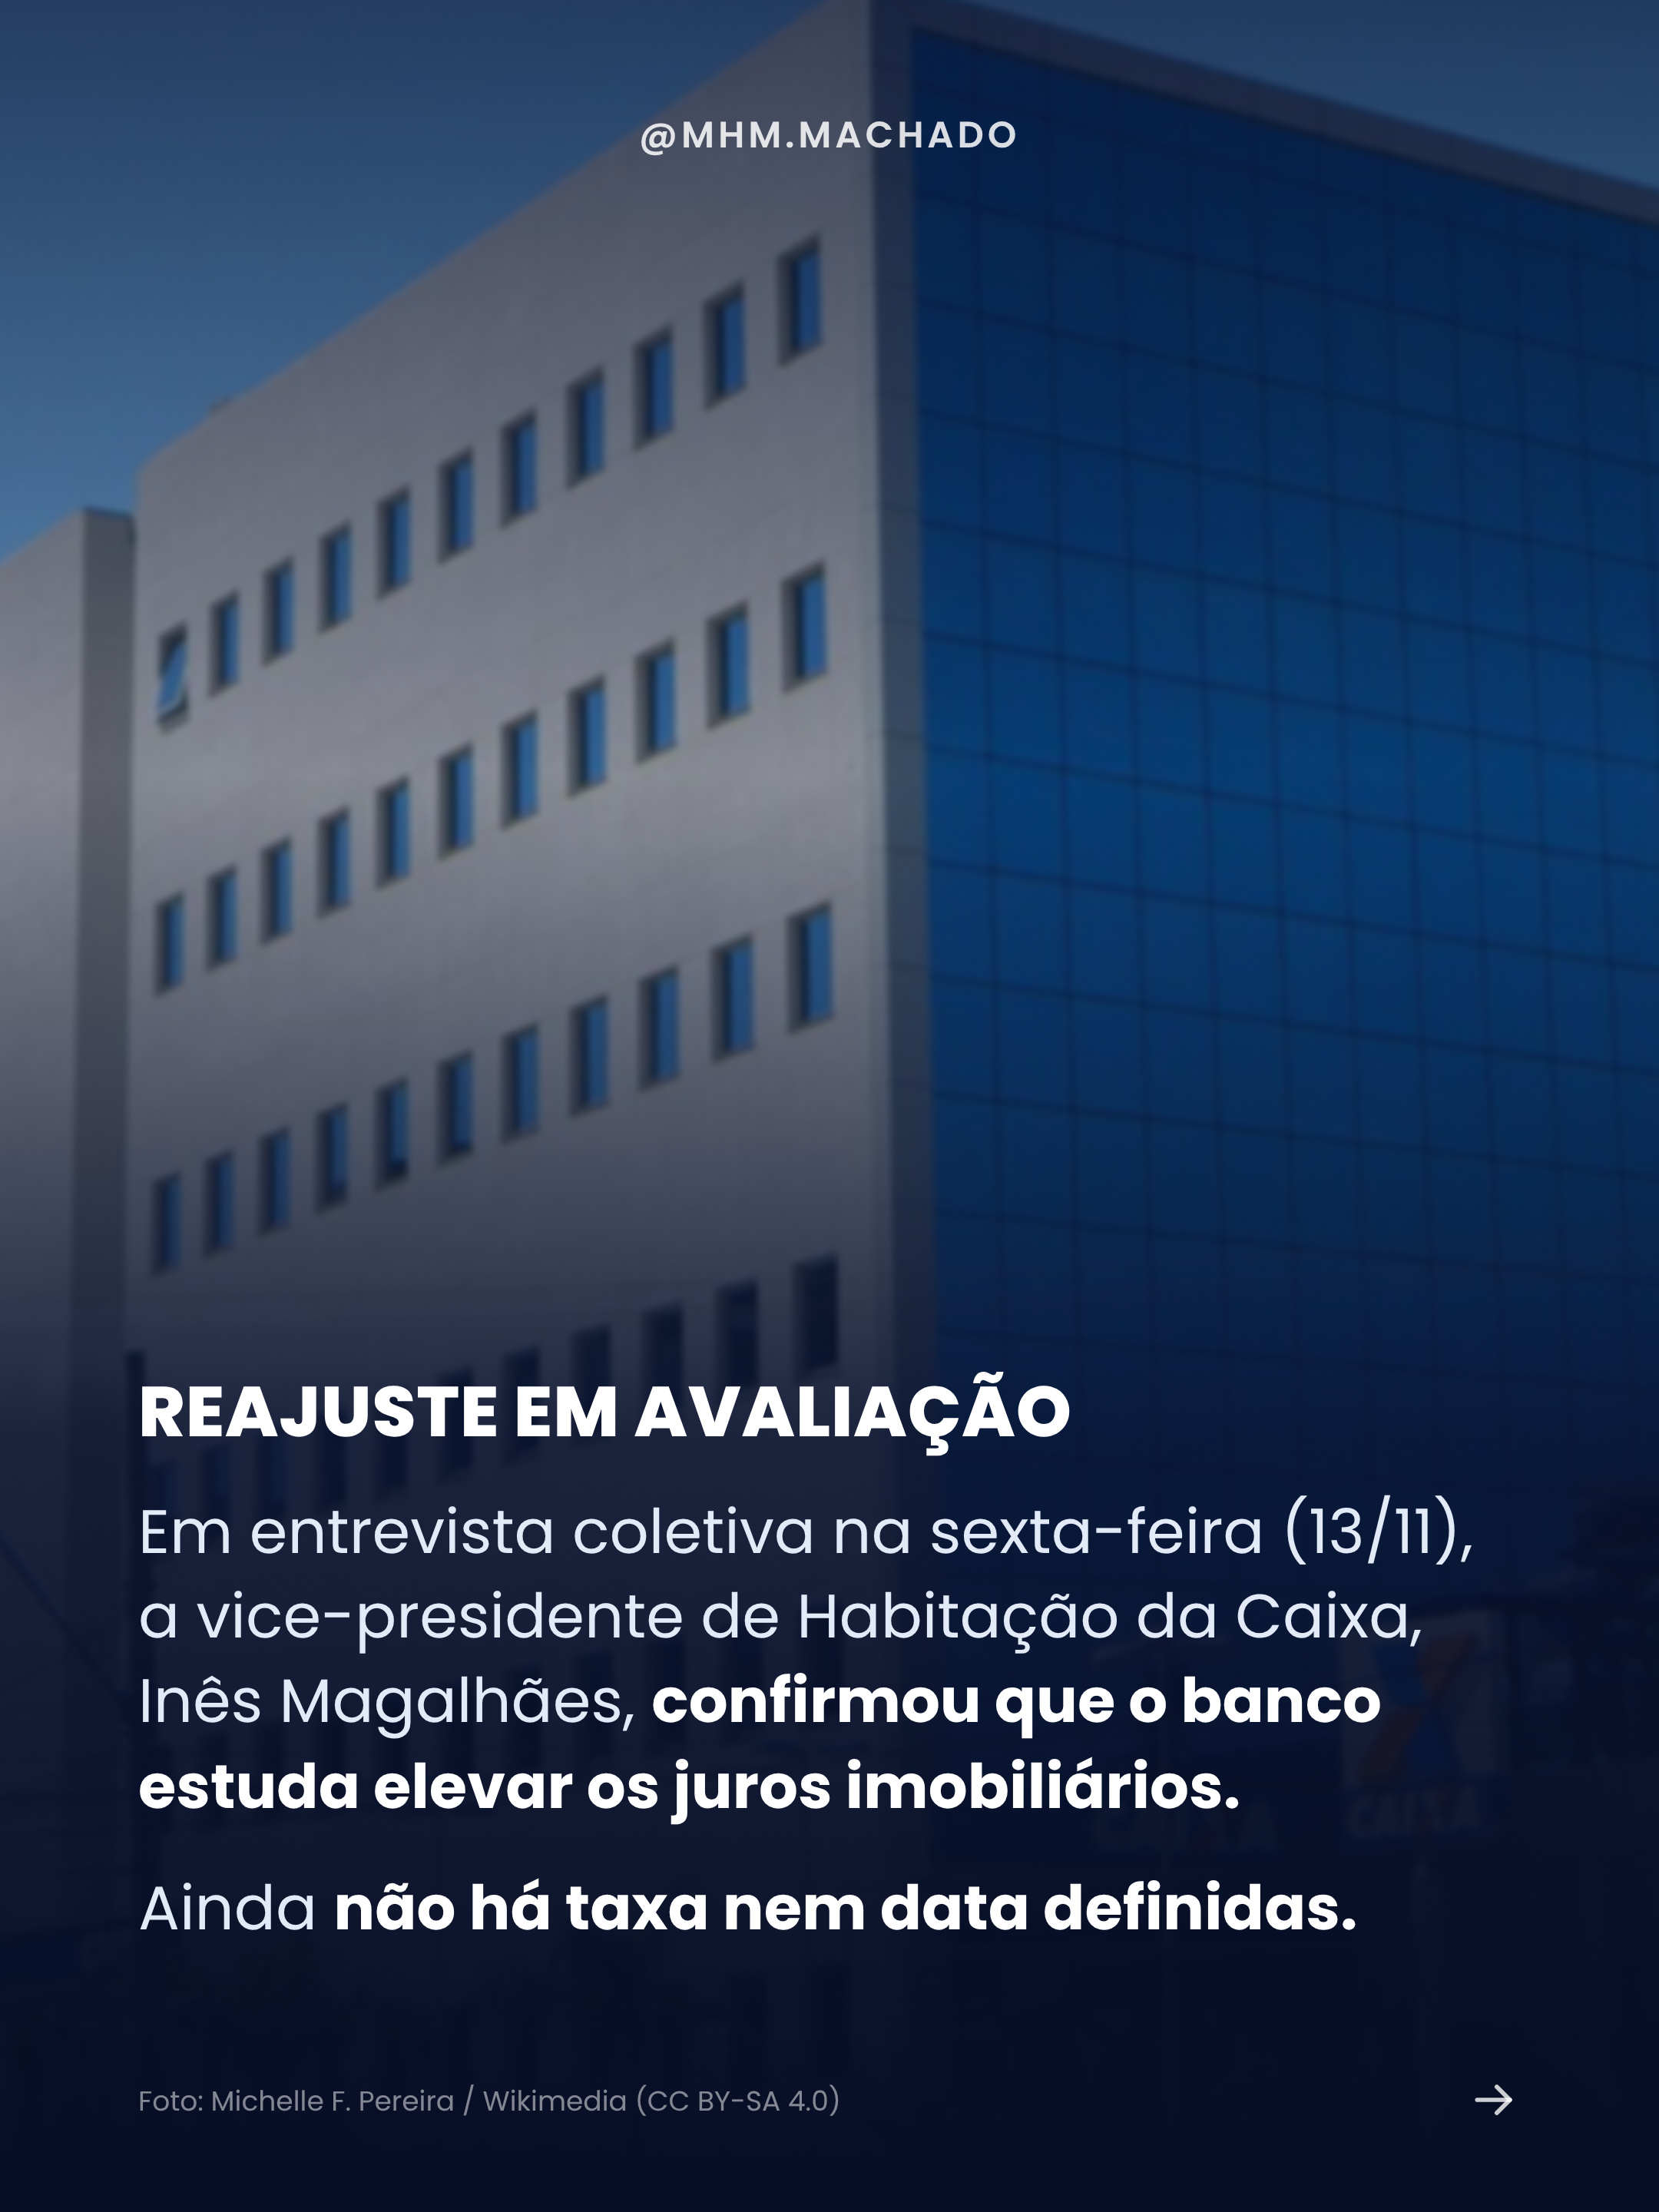 @MHM.MACHADO
REAJUSTE EM AVALIAÇÃO
Em entrevista coletiva na sexta-feira (13/11),
a vice-presidente de Habitação da Caixa,
Inês Magalhães, confirmou que o banco
estuda elevar os juros imobiliários.
Ainda não há taxa nem data definidas.
CAIXA
CAIXA
Foto: Michelle F. Pereira / Wikimedia (CC BY-SA 4.0)